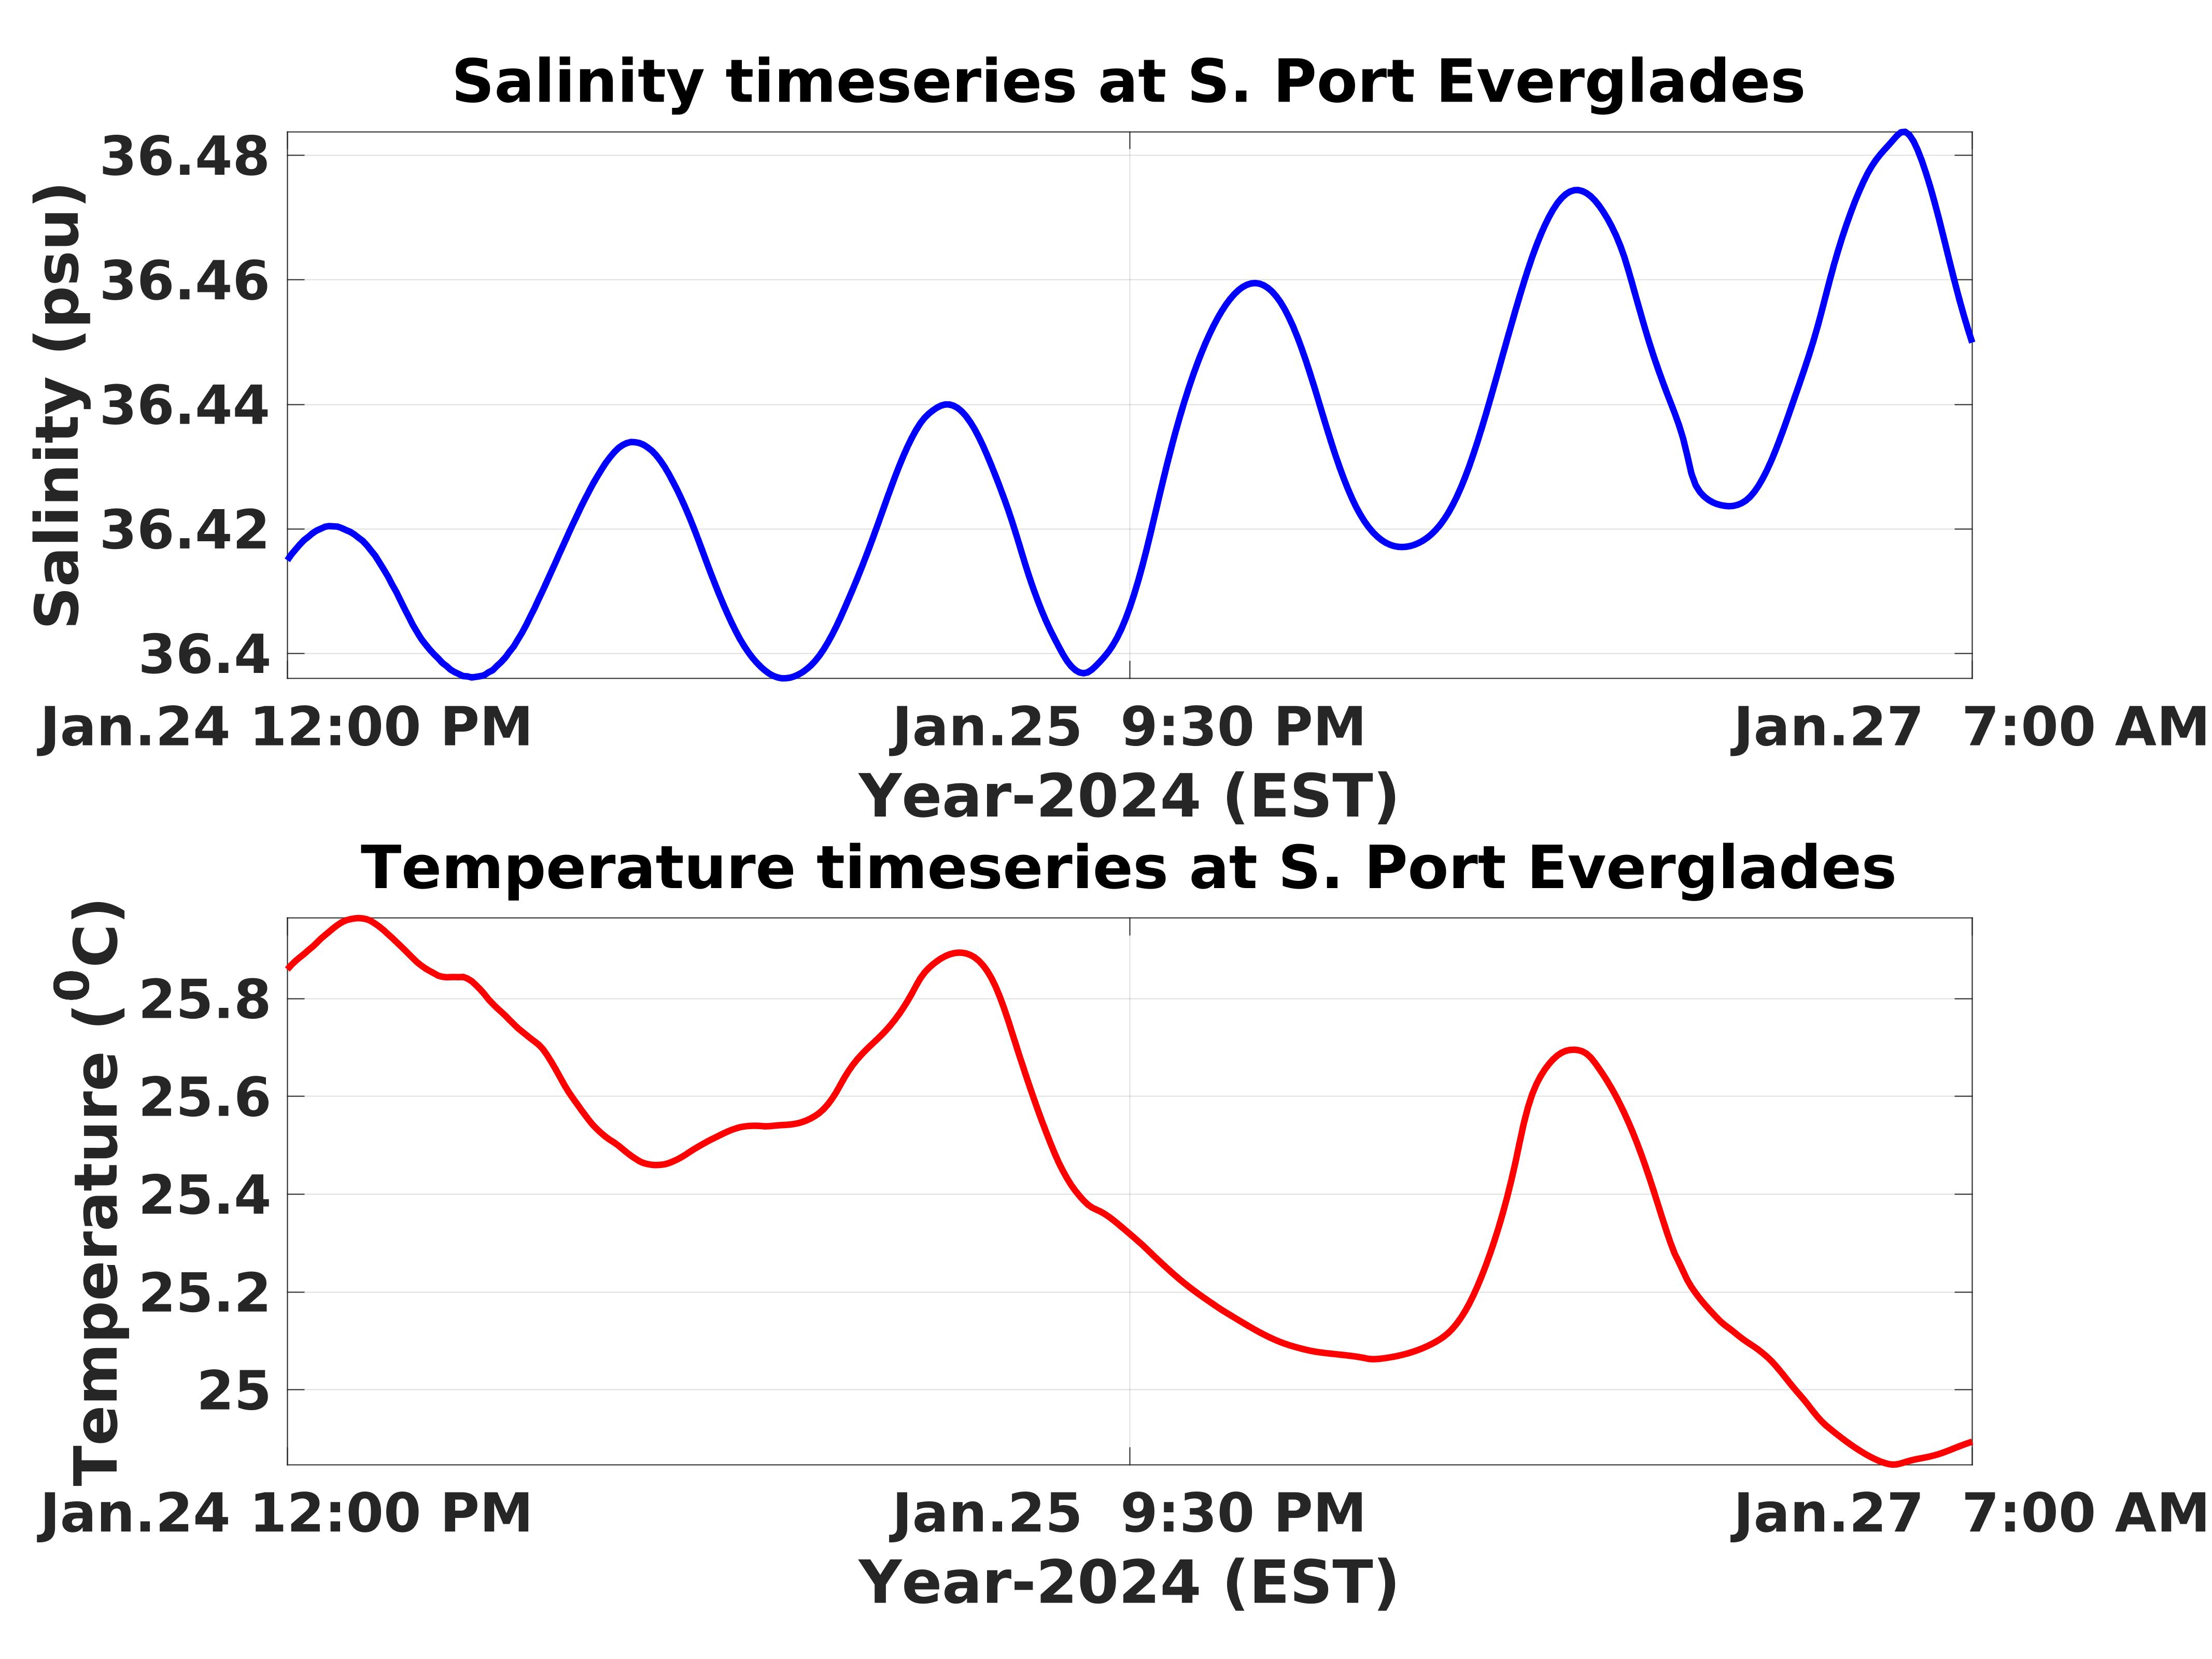 Salinity timeseries at S. Port Everglades
Salinity (psu)
36.48
36.46
36.44
36.42
36.4
Jan.24 12:00 PM Jan.25  9:30 PM Jan.27  7:00 AM
Year-2024 (EST)
Temperature timeseries at S. Port Everglades
Temperature (⁰C)
25.8
25.6
25.4
25.2
25
Jan.24 12:00 PM Jan.25  9:30 PM Jan.27  7:00 AM
Year-2024 (EST)